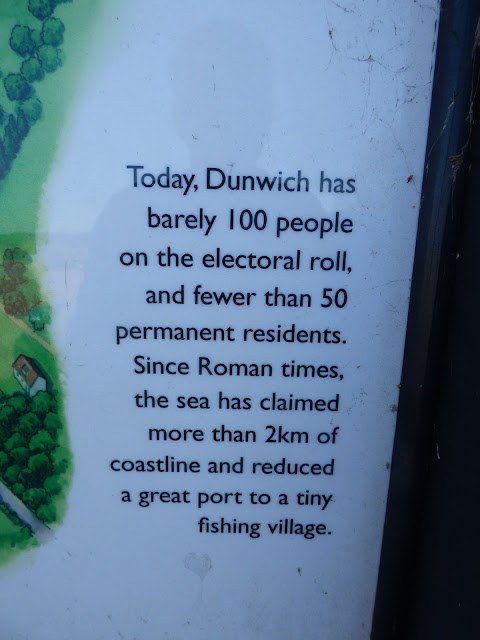 Today, Dunwich has
barely 100 people
on the electoral roll,
and fewer than 50
permanent residents.
Since Roman times,
the sea has claimed
more than 2km of
coastline and reduced
a great port to a tiny
fishing village.